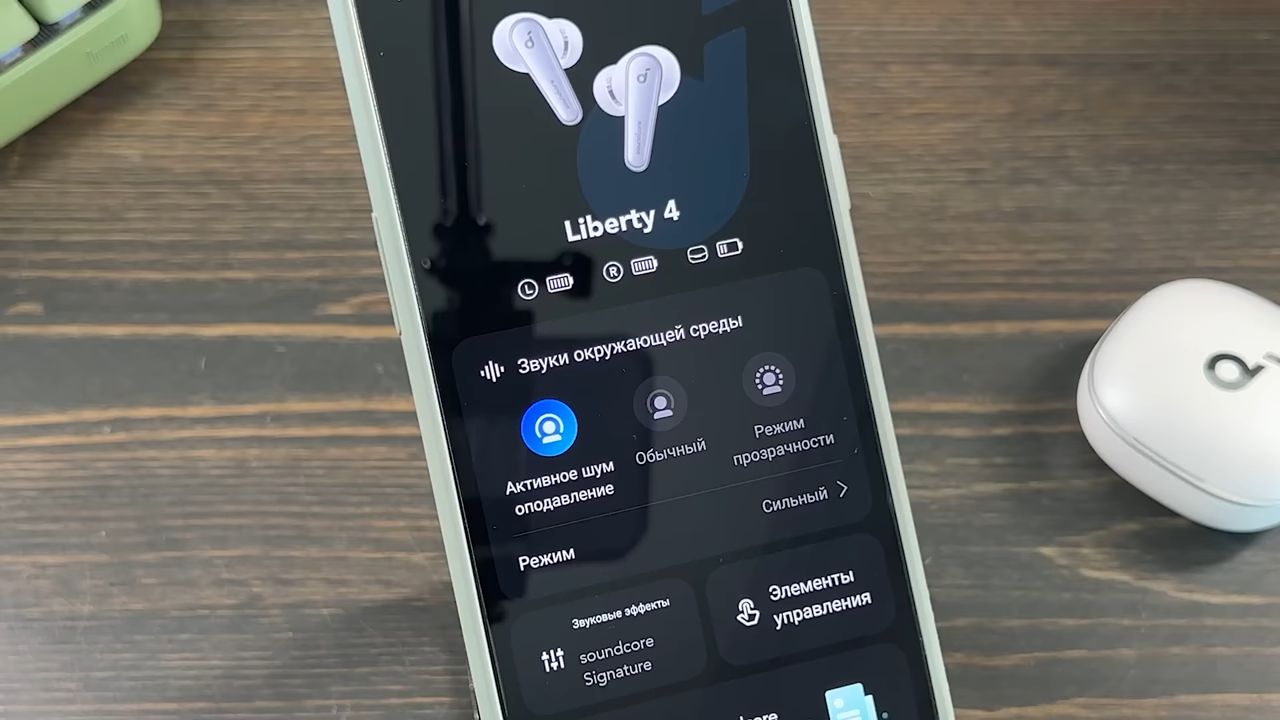 Liberty 4
L
R
Звуки окружающей среды
Активное шум
оподавление
Обычный
Режим
прозрачности
Режим
Сильный
Звуковые эффекты
soundcore
Signature
Элементы
управления